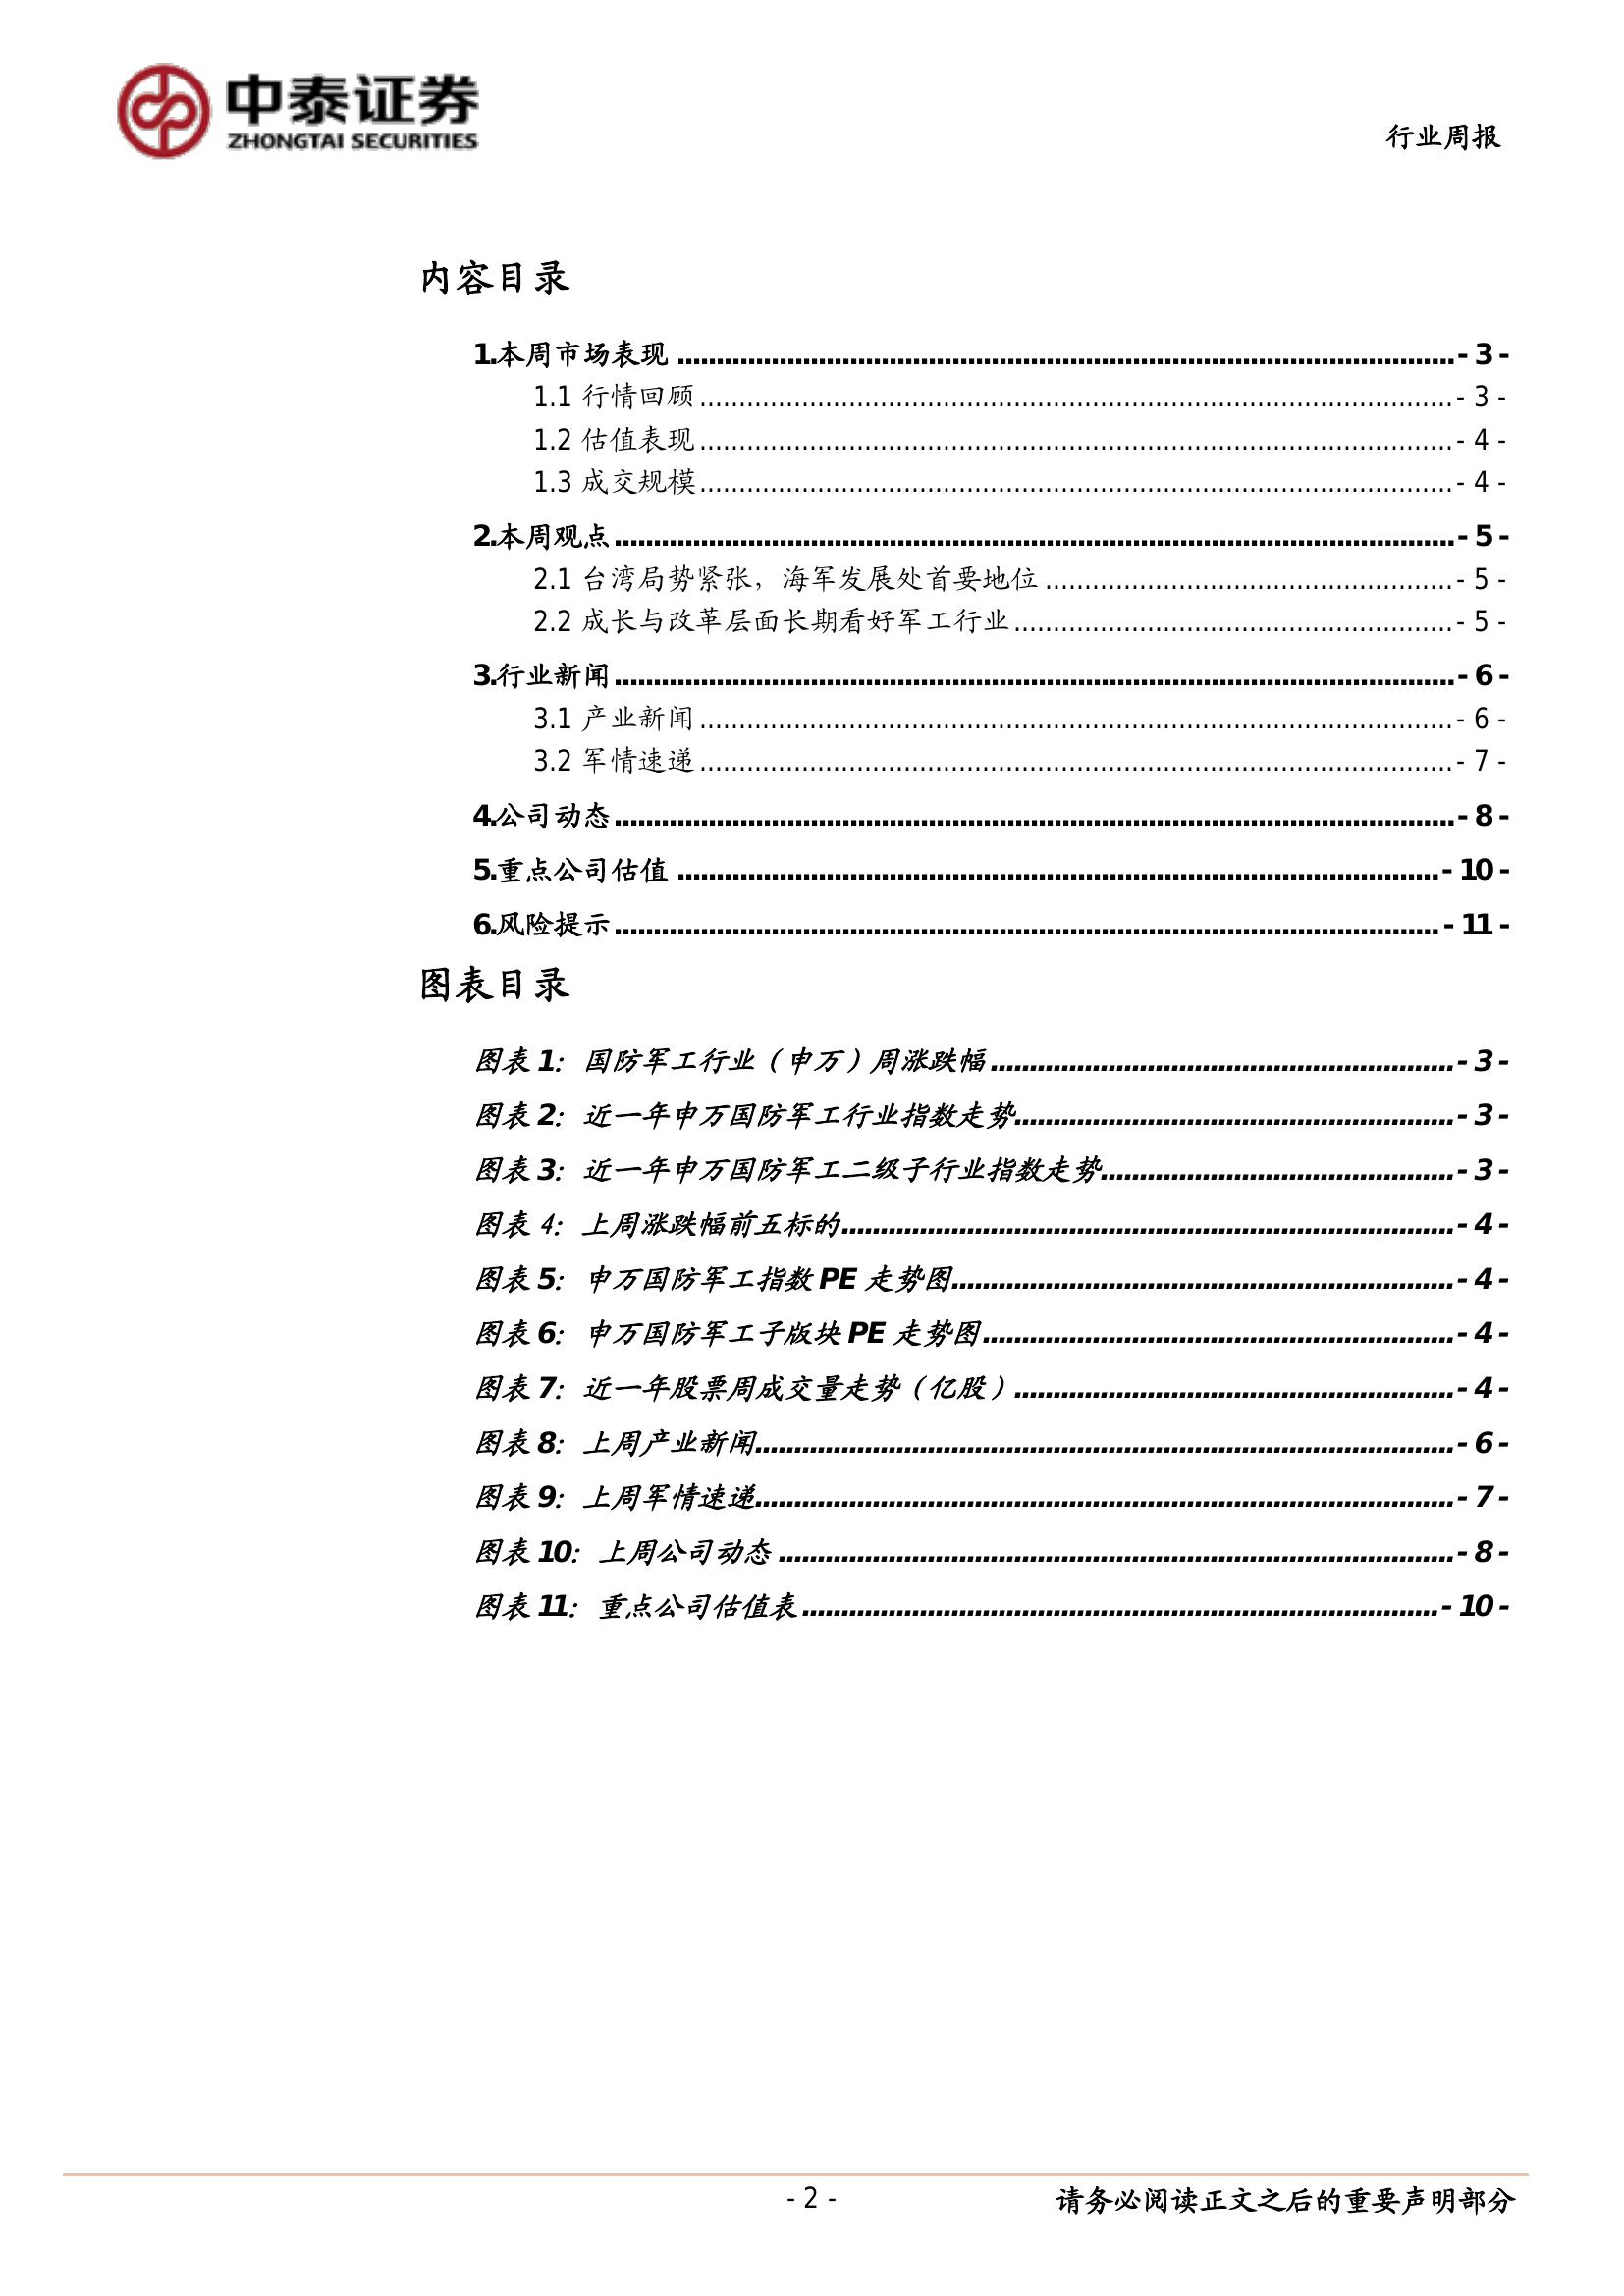 中泰证券
ZHONGTAI SECURITIES
行业周报
内容目录
1.本周市场表现 ........ - 3 -
1.1 行情回顾 ........ - 3 -
1.2 估值表现 ........ - 4 -
1.3 成交规模 ........ - 4 -
2.本周观点 ........ - 5 -
2.1 台湾局势紧张，海军发展处首要地位 ........ - 5 -
2.2 成长与改革层面长期看好军工行业 ........ - 5 -
3.行业新闻 ........ - 6 -
3.1 产业新闻 ........ - 6 -
3.2 军情速递 ........ - 7 -
4.公司动态 ........ - 8 -
5.重点公司估值 ........ - 10 -
6.风险提示 ........ - 11 -
图表目录
图表 1：国防军工行业（申万）周涨跌幅 ........ - 3 -
图表 2：近一年申万国防军工行业指数走势 ........ - 3 -
图表 3：近一年申万国防军工二级子行业指数走势 ........ - 3 -
图表 4：上周涨跌幅前五标的 ........ - 4 -
图表 5：申万国防军工指数 PE 走势图 ........ - 4 -
图表 6：申万国防军工子版块 PE 走势图 ........ - 4 -
图表 7：近一年股票周成交量走势（亿股） ........ - 4 -
图表 8：上周产业新闻 ........ - 6 -
图表 9：上周军情速递 ........ - 7 -
图表 10：上周公司动态 ........ - 8 -
图表 11：重点公司估值表 ........ - 10 -
- 2 -
请务必阅读正文之后的重要声明部分